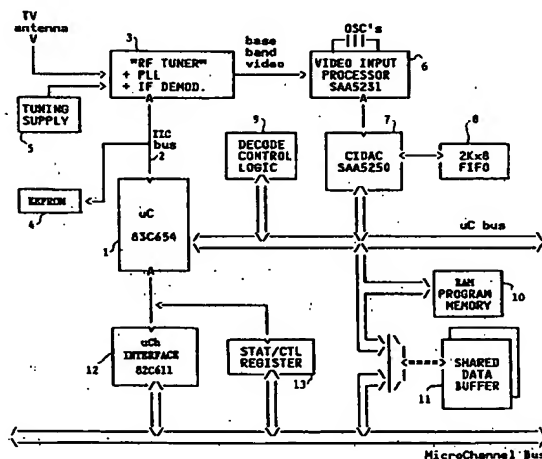 TV
antenna
3
"RF TUNER"
+ PLL
+ IF DEMOD.
base
band
video
OSC's
VIDEO INPUT
PROCESSOR
SAA5231
6
TUNING
SUPPLY
5
IIC
bus
2
9
DECODE
CONTROL
LOGIC
7
CIDAC
SAA5250
8
2Kx8
FIFO
EEPROM
4
uC
83C654
1
uC bus
RAM
PROGRAM
MEMORY
10
uCh
INTERFACE
82C611
12
STAT/CTL
REGISTER
13
SHARED
DATA
BUFFER
11
MicroChannel Bus